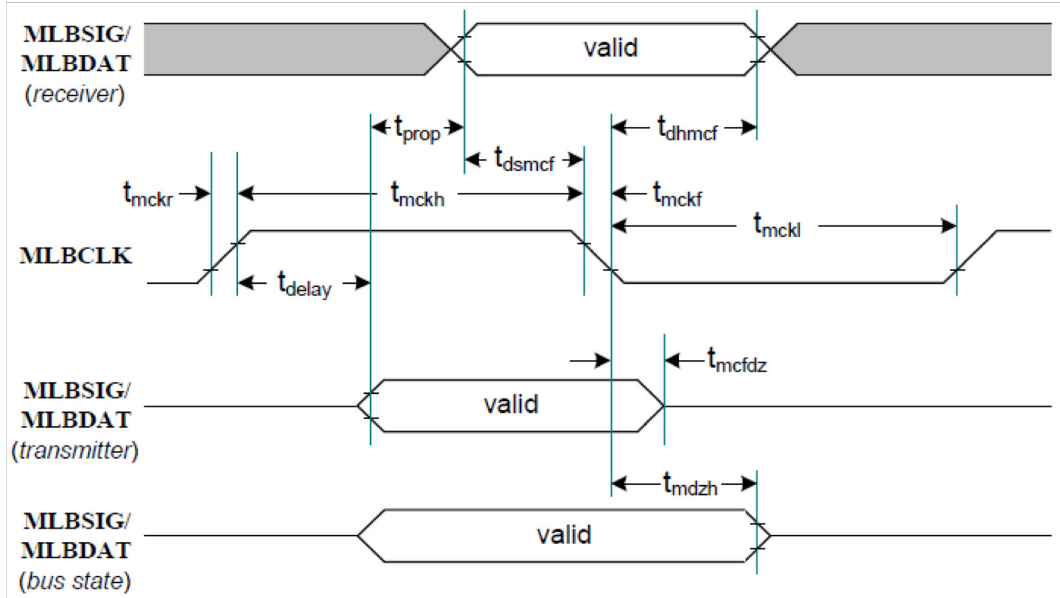 MLBSIG/
MLBDAT
(receiver)
valid
tprop
tdhmcf
tdsmcf
tmckr
tmckh
tmckf
tmckl
MLBCLK
tdelay
tmcfdz
MLBSIG/
MLBDAT
(transmitter)
valid
tmdzh
MLBSIG/
MLBDAT
(bus state)
valid